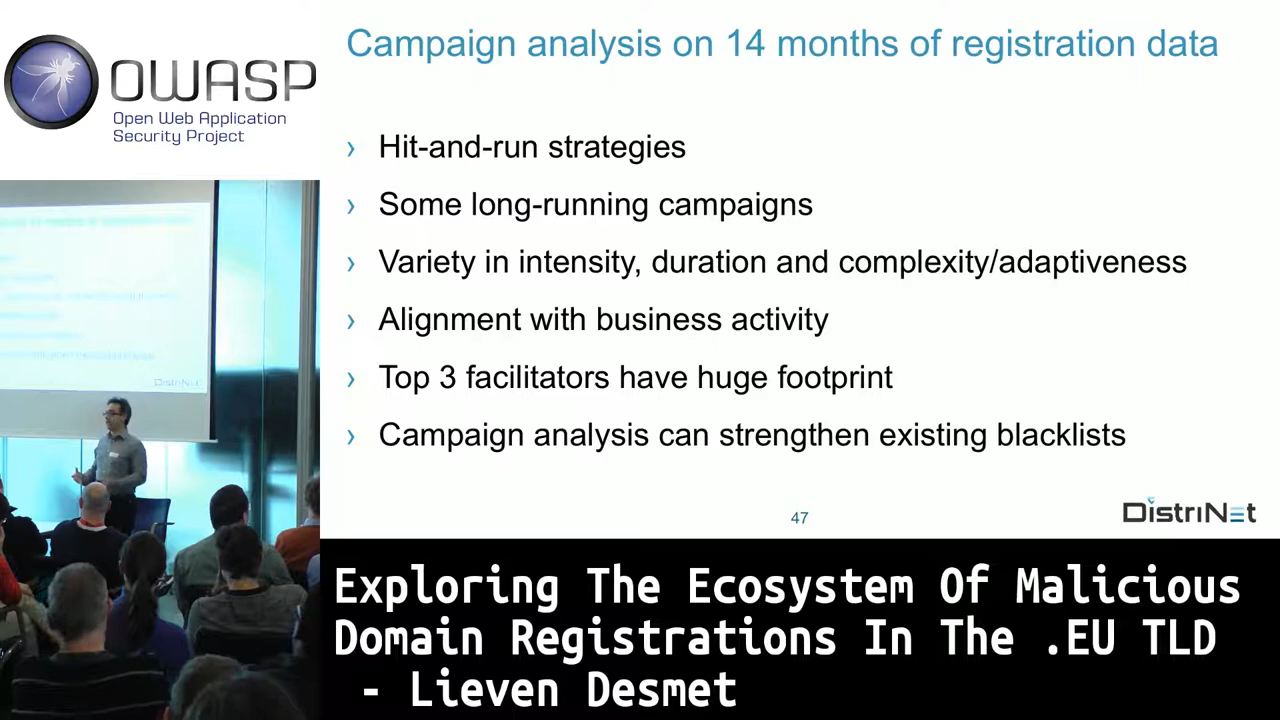 OWASP
Open Web Application
Security Project
Campaign analysis on 14 months of registration data
› Hit-and-run strategies
› Some long-running campaigns
› Variety in intensity, duration and complexity/adaptiveness
› Alignment with business activity
› Top 3 facilitators have huge footprint
› Campaign analysis can strengthen existing blacklists
47
DistriNet
DistriNet
Exploring The Ecosystem Of Malicious
Domain Registrations In The .EU TLD
- Lieven Desmet